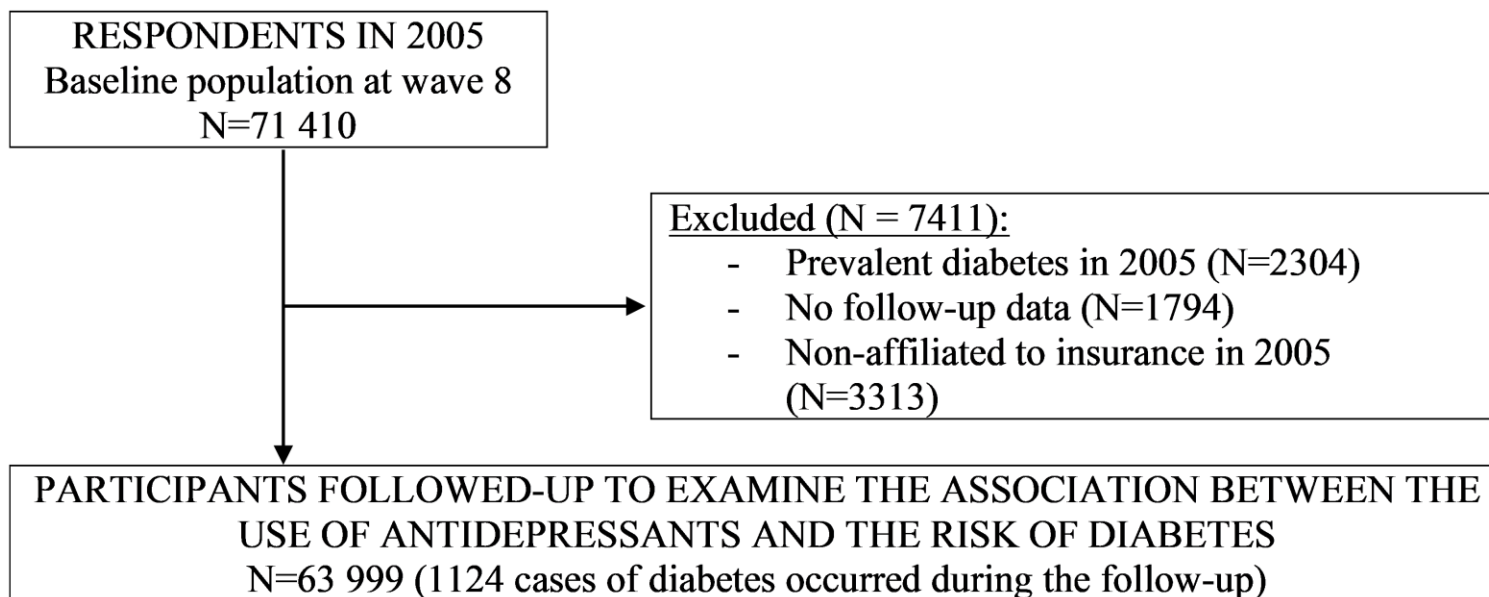 RESPONDENTS IN 2005
Baseline population at wave 8
N=71 410
Excluded (N = 7411):
- Prevalent diabetes in 2005 (N=2304)
- No follow-up data (N=1794)
- Non-affiliated to insurance in 2005
(N=3313)
PARTICIPANTS FOLLOWED-UP TO EXAMINE THE ASSOCIATION BETWEEN THE
USE OF ANTIDEPRESSANTS AND THE RISK OF DIABETES
N=63 999 (1124 cases of diabetes occurred during the follow-up)